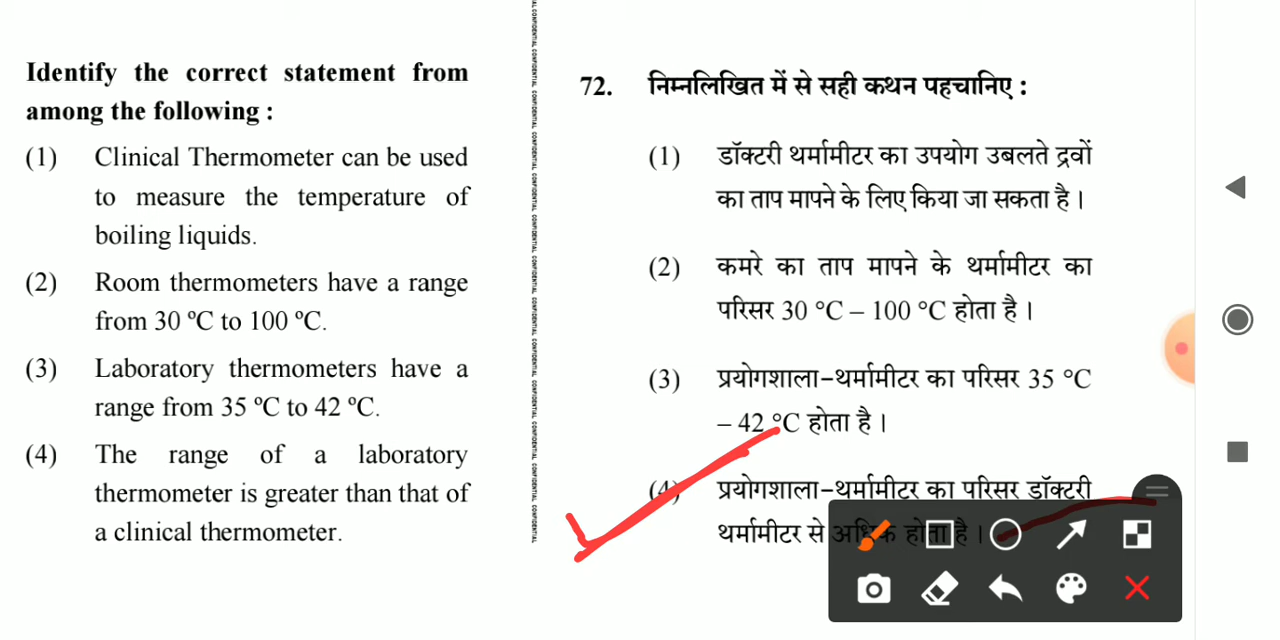 Identify the correct statement from
among the following :
(1) Clinical Thermometer can be used
to measure the temperature of
boiling liquids.
(2) Room thermometers have a range
from 30 ºC to 100 ºC.
(3) Laboratory thermometers have a
range from 35 ºC to 42 ºC.
(4) The range of a laboratory
thermometer is greater than that of
a clinical thermometer.
72. निम्नलिखित में से सही कथन पहचानिए :
(1) डॉक्टरी थर्मामीटर का उपयोग उबलते द्रवों
का ताप मापने के लिए किया जा सकता है।
(2) कमरे का ताप मापने के थर्मामीटर का
परिसर 30 °C – 100 °C होता है।
(3) प्रयोगशाला-थर्मामीटर का परिसर 35 °C
– 42 °C होता है।
(4) प्रयोगशाला-थर्मामीटर का परिसर डॉक्टरी
थर्मामीटर से अधिक होता है।